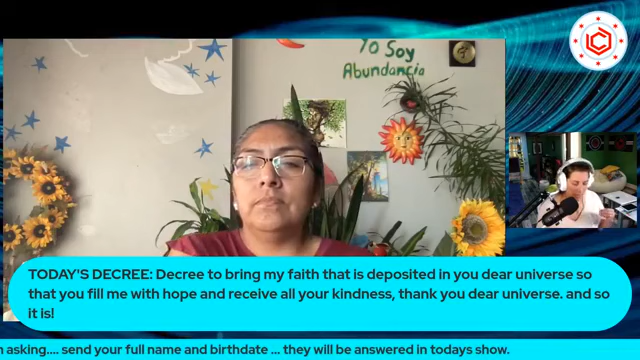 Yo Soy
Abundancia
TODAY'S DECREE: Decree to bring my faith that is deposited in you dear universe so
that you fill me with hope and receive all your kindness, thank you dear universe. and so
it is!
asking.... send your full name and birthdate ... they will be answered in todays show.